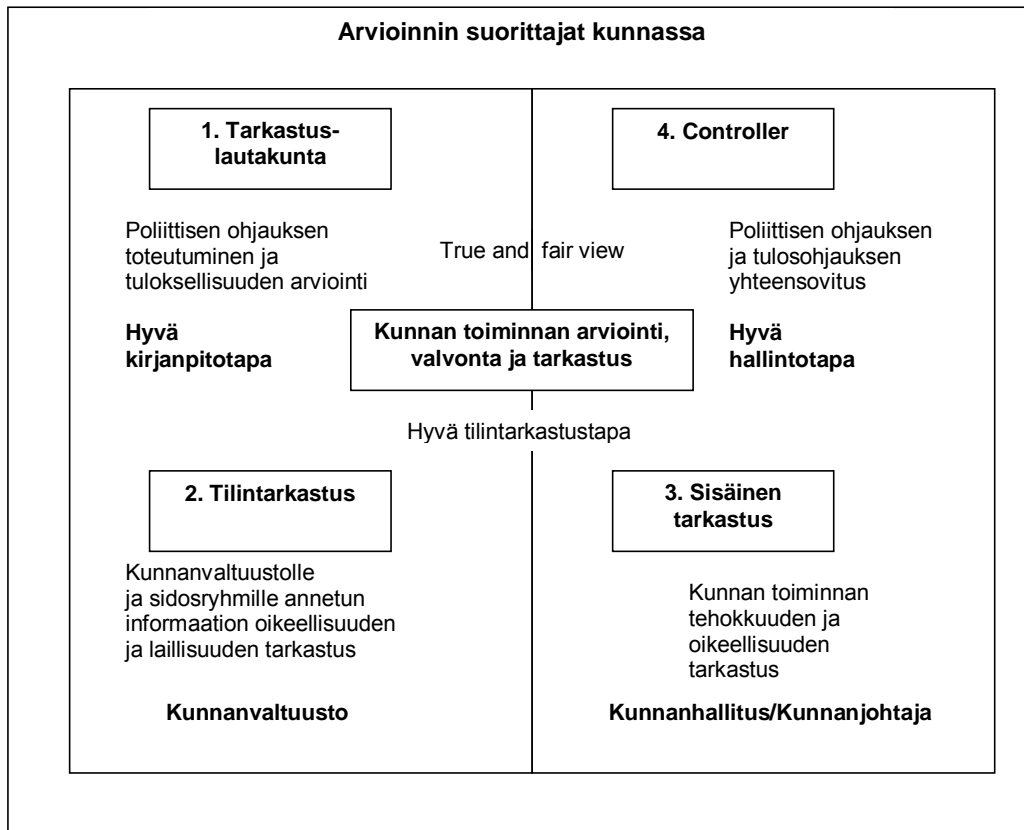 Arvioinnin suorittajat kunnassa
1. Tarkastus-
lautakunta
4. Controller
Poliittisen ohjauksen
toteutuminen ja
tuloksellisuuden arviointi
True and fair view
Poliittisen ohjauksen
ja tulosohjauksen
yhteensovitus
Hyvä
kirjanpitotapa
Kunnan toiminnan arviointi,
valvonta ja tarkastus
Hyvä
hallintotapa
Hyvä tilintarkastustapa
2. Tilintarkastus
3. Sisäinen
tarkastus
Kunnanvaltuustolle
ja sidosryhmille annetun
informaation oikeellisuuden
ja laillisuuden tarkastus
Kunnan toiminnan
tehokkuuden ja
oikeellisuuden
tarkastus
Kunnanvaltuusto
Kunnanhallitus/Kunnanjohtaja